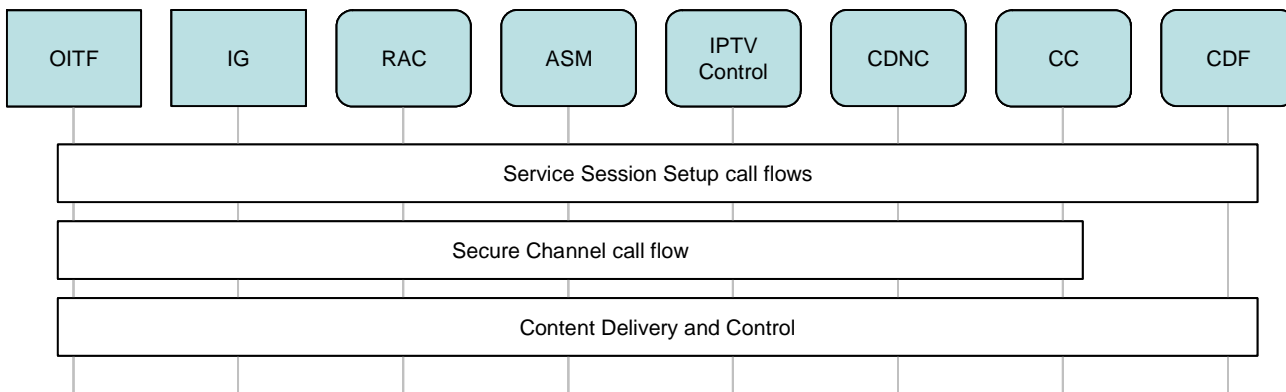 OITF
IG
RAC
ASM
IPTV
Control
CDNC
CC
CDF
Service Session Setup call flows
Secure Channel call flow
Content Delivery and Control